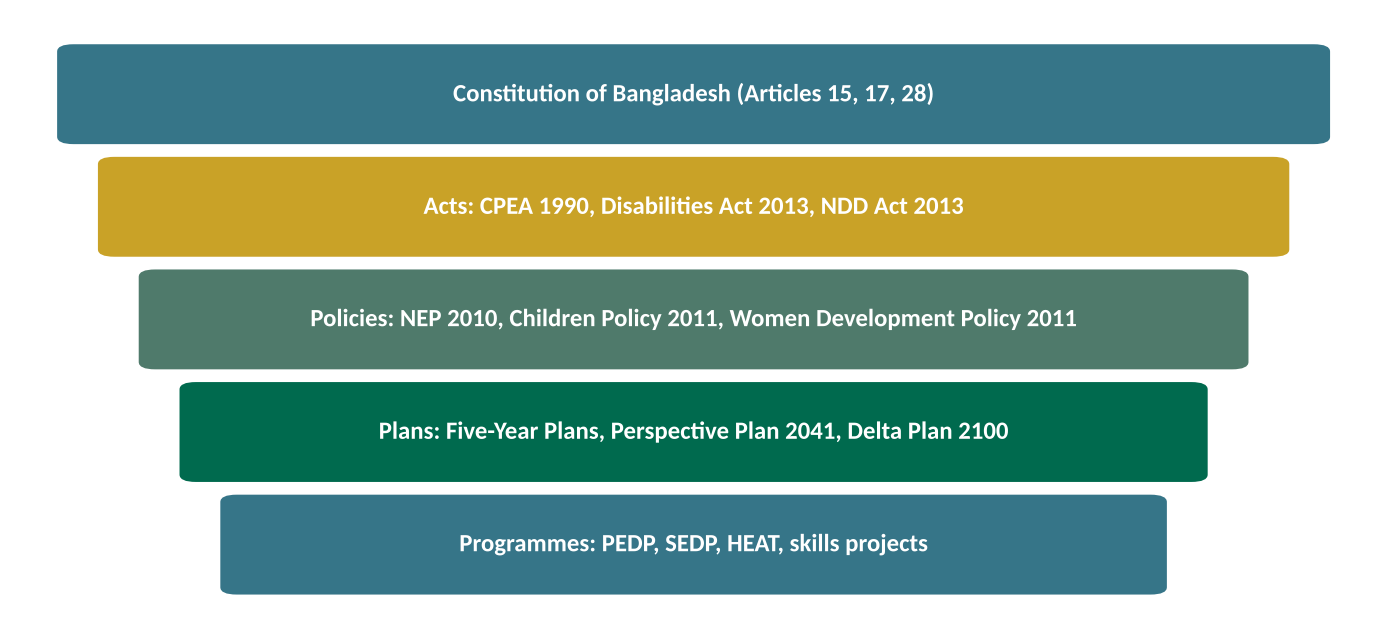 Constitution of Bangladesh (Articles 15, 17, 28)
Acts: CPEA 1990, Disabilities Act 2013, NDD Act 2013
Policies: NEP 2010, Children Policy 2011, Women Development Policy 2011
Plans: Five-Year Plans, Perspective Plan 2041, Delta Plan 2100
Programmes: PEDP, SEDP, HEAT, skills projects